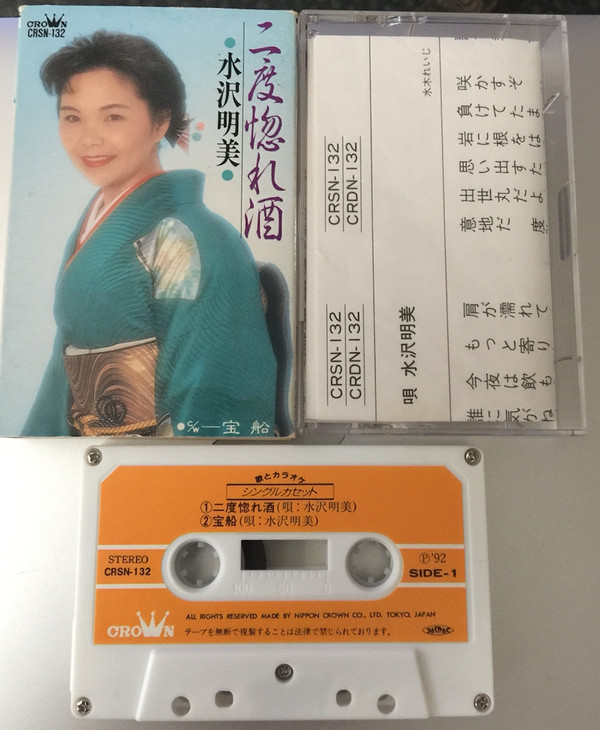 CROWN
CRSN-132
二度惚れ酒
•水沢明美•
•c/w—宝船
CRSN-132
CRDN-132
CRSN-132
CRDN-132
唄 水沢明美
水木れいじ
咲かすぞ
負けてたま
岩に根をは
思い出すた
出世丸だよ
意地だ 度
肩が濡れて
もっと寄り
今夜は飲も
誰に気がね
歌とカラオケ
シングルカセット
①二度惚れ酒(唄:水沢明美)
②宝船(唄:水沢明美)
STEREO
CRSN-132
Ⓟ'92
SIDE-1
100 50 0
ALL RIGHTS RESERVED MADE BY NIPPON CROWN CO., LTD. TOKYO, JAPAN
CROWN
テープを無断で複製することは法律で禁じられております。